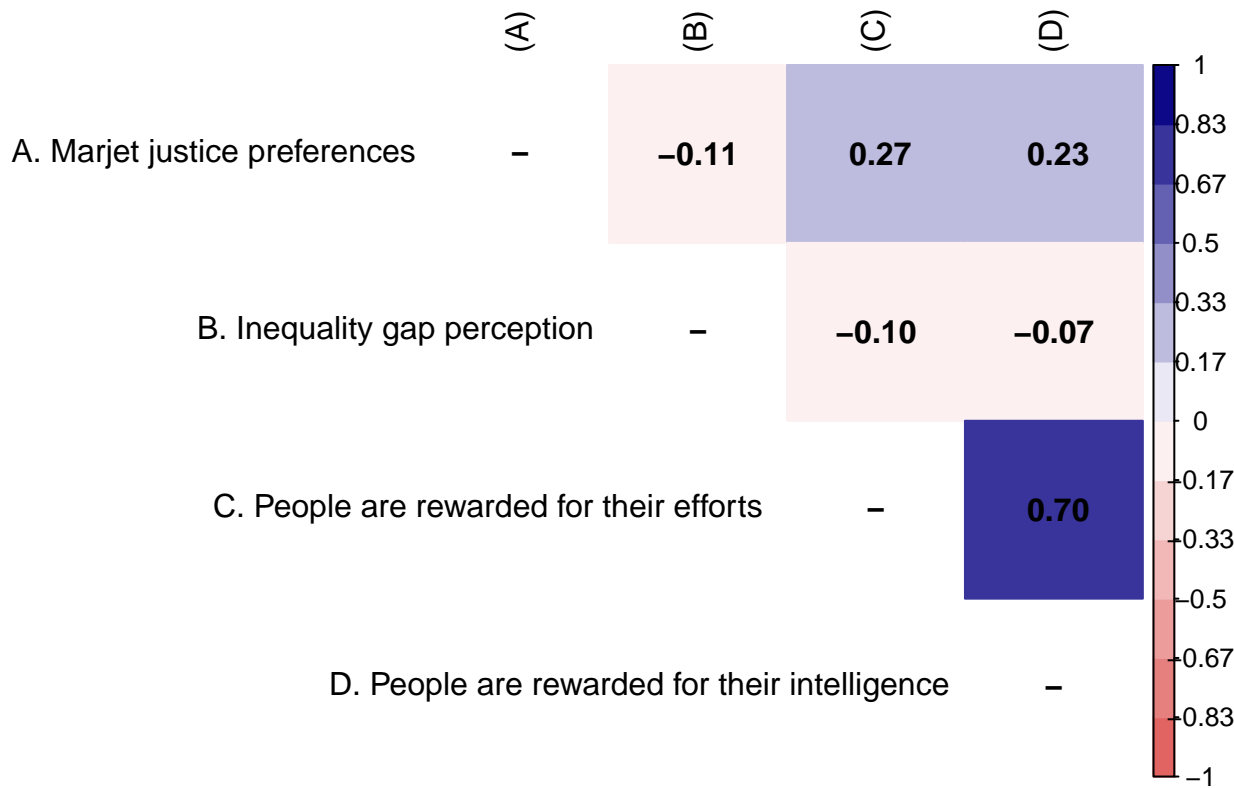 (A) (B) (C) (D)
A. Marjet justice preferences – –0.11 0.27 0.23
B. Inequality gap perception – –0.10 –0.07
C. People are rewarded for their efforts – 0.70
D. People are rewarded for their intelligence –
1
0.83
0.67
0.5
0.33
0.17
0
–0.17
–0.33
–0.5
–0.67
–0.83
–1